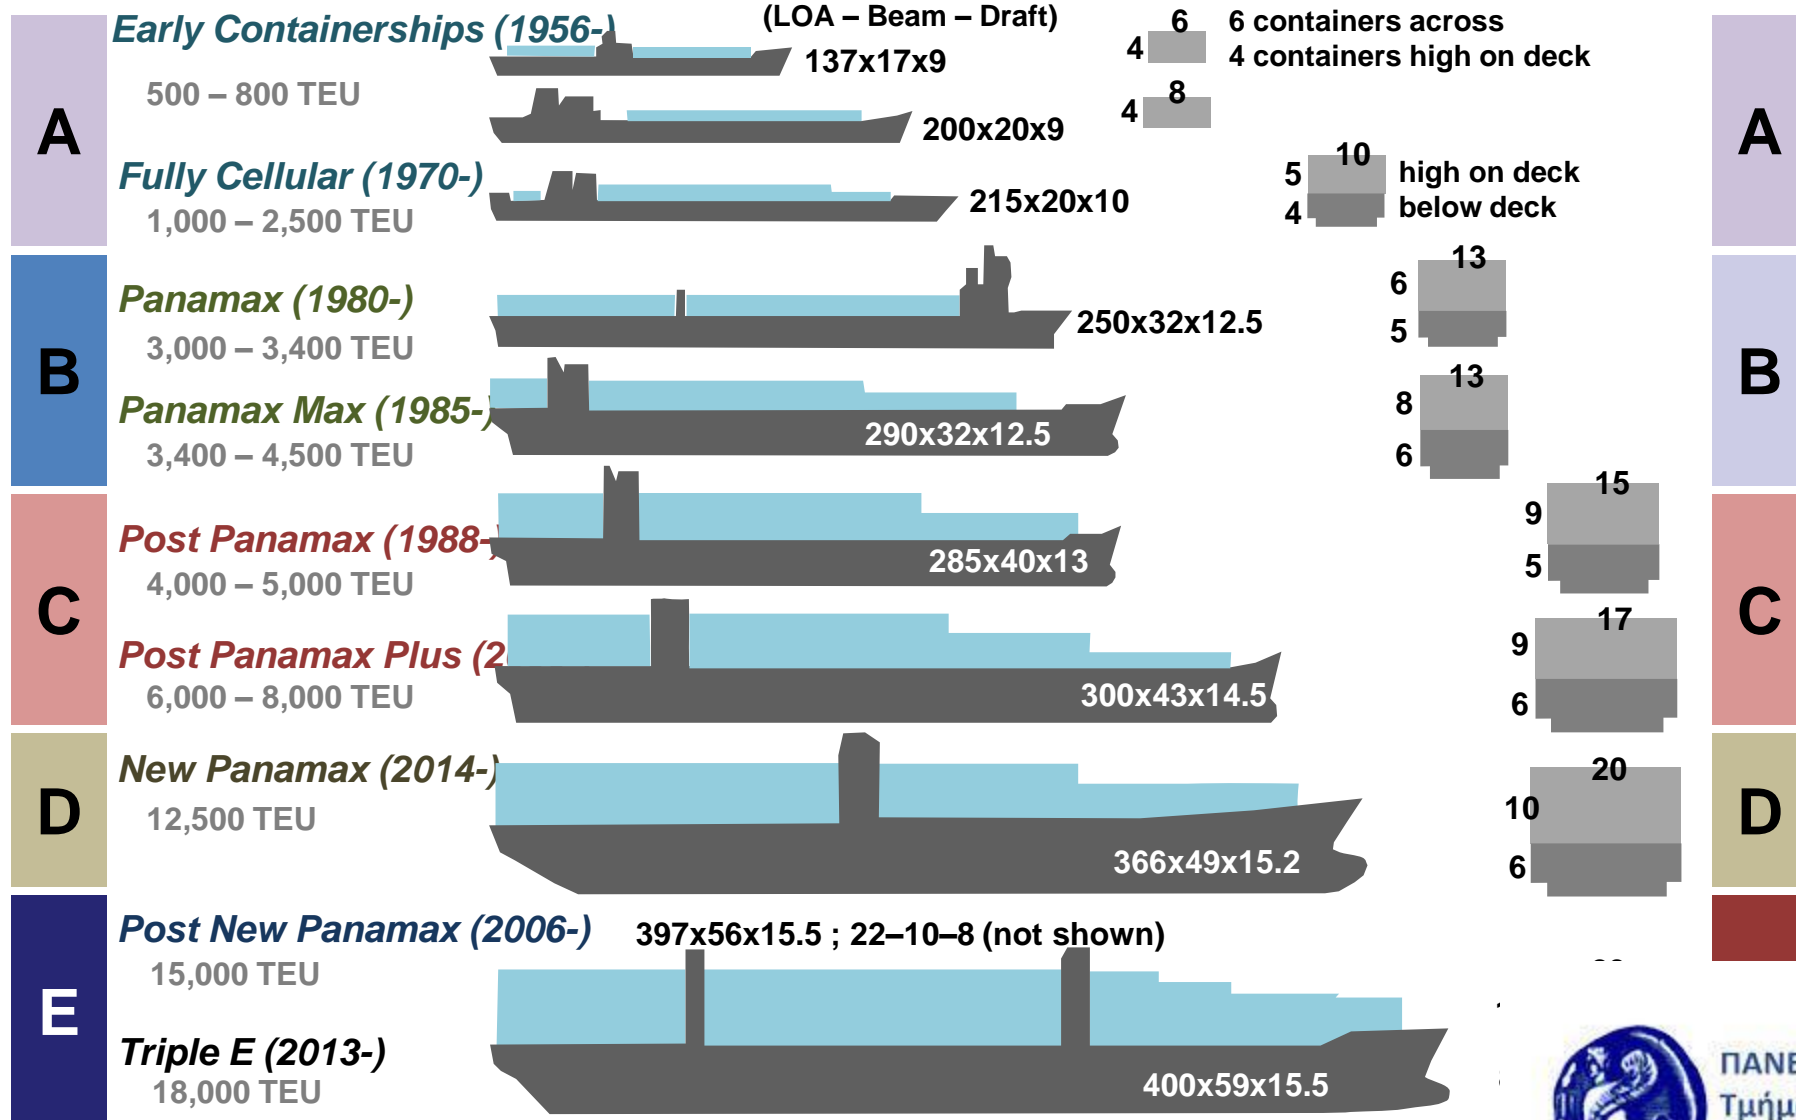 (LOA – Beam – Draft)
A
Early Containerships (1956-)
500 – 800 TEU
137x17x9
6
4
6 containers across
4 containers high on deck
A
200x20x9
8
4
Fully Cellular (1970-)
1,000 – 2,500 TEU
215x20x10
10
5
high on deck
4
below deck
B
Panamax (1980-)
3,000 – 3,400 TEU
250x32x12.5
13
6
5
B
Panamax Max (1985-)
3,400 – 4,500 TEU
290x32x12.5
13
8
6
C
Post Panamax (1988-)
4,000 – 5,000 TEU
285x40x13
15
9
5
C
Post Panamax Plus (2
6,000 – 8,000 TEU
300x43x14.5
17
9
6
D
New Panamax (2014-)
12,500 TEU
366x49x15.2
20
10
6
D
E
Post New Panamax (2006-)
15,000 TEU
397x56x15.5 ; 22–10–8 (not shown)
Triple E (2013-)
18,000 TEU
400x59x15.5